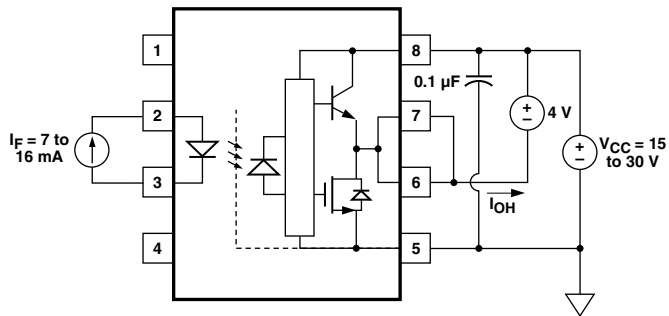 1
8
0.1 µF
2
7
4 V
I_F = 7 to
16 mA
V_CC = 15
to 30 V
3
6
I_OH
4
5